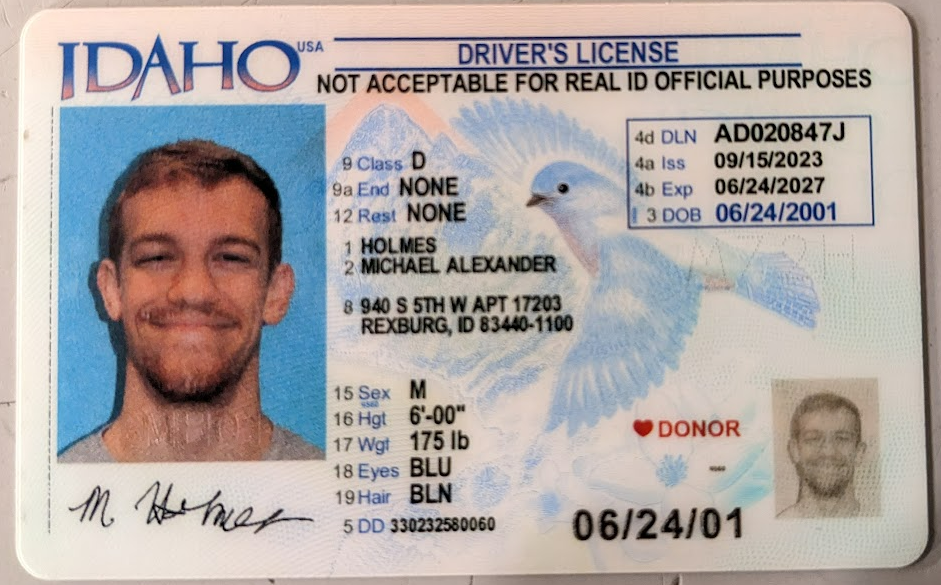 IDAHO USA
DRIVER'S LICENSE
NOT ACCEPTABLE FOR REAL ID OFFICIAL PURPOSES
4d DLN AD020847J
4a Iss 09/15/2023
4b Exp 06/24/2027
3 DOB 06/24/2001
9 Class D
9a End NONE
12 Rest NONE
1 HOLMES
2 MICHAEL ALEXANDER
8 940 S 5TH W APT 17203
REXBURG, ID 83440-1100
15 Sex M
16 Hgt 6'-00"
17 Wgt 175 lb
18 Eyes BLU
19 Hair BLN
5 DD 330232580060
DONOR
06/24/01
M Holmes